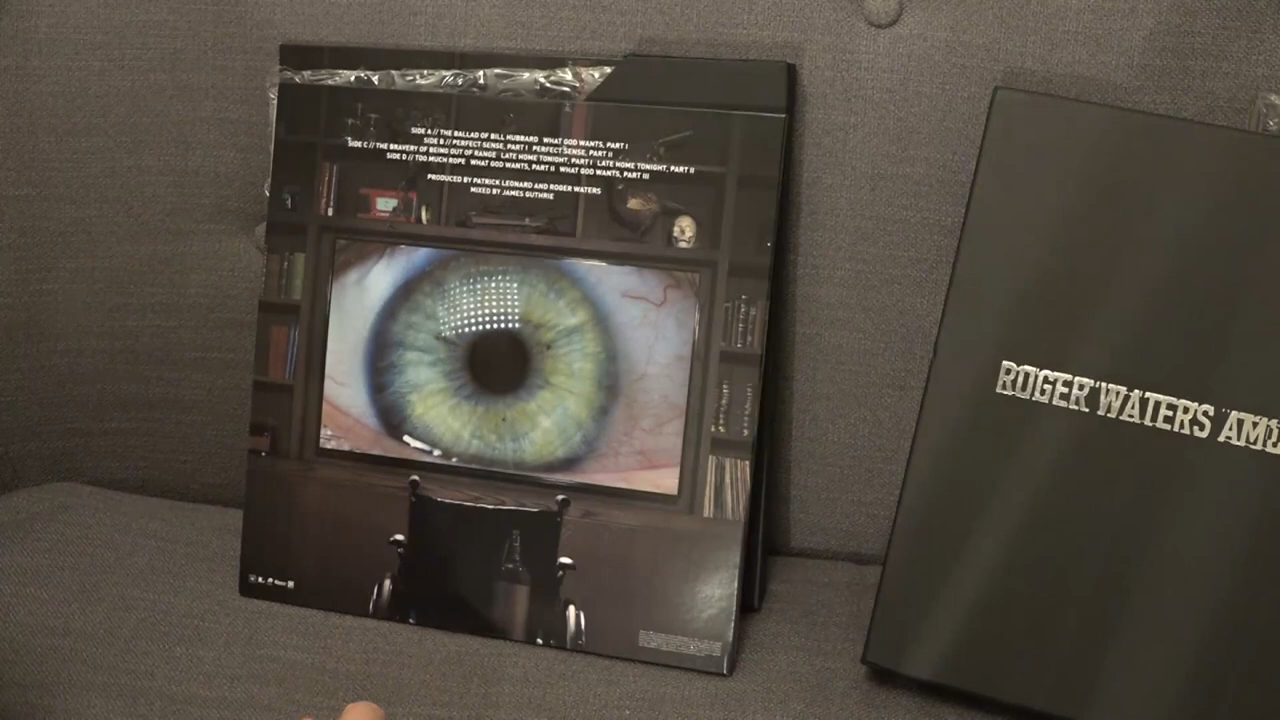 SIDE A // THE BALLAD OF BILL HUBBARD WHAT GOD WANTS, PART I
SIDE B // PERFECT SENSE, PART I PERFECT SENSE, PART II
SIDE C // THE BRAVERY OF BEING OUT OF RANGE LATE HOME TONIGHT, PART I LATE HOME TONIGHT, PART II
SIDE D // TOO MUCH ROPE WHAT GOD WANTS, PART II WHAT GOD WANTS, PART III
PRODUCED BY PATRICK LEONARD AND ROGER WATERS
MIXED BY JAMES GUTHRIE
ROGER WATERS AMU